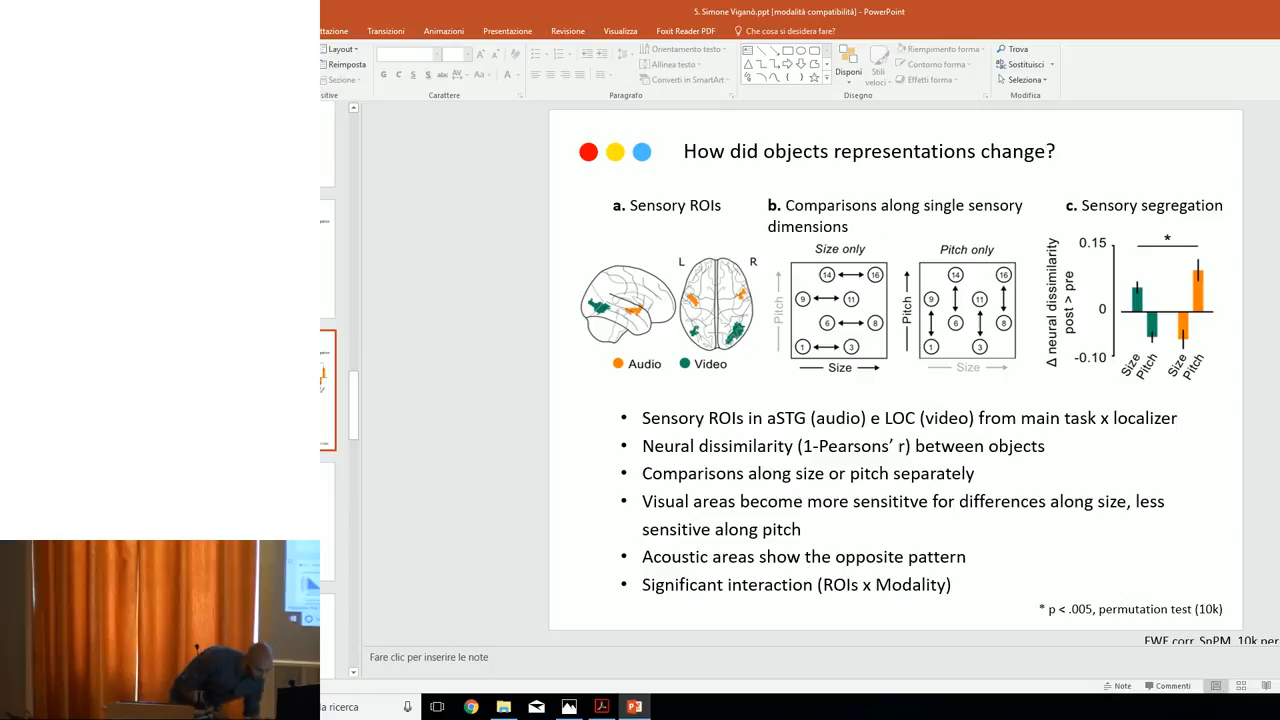 5. Simone Viganò.ppt [modalità compatibilità] - PowerPoint
ttazione Transizioni Animazioni Presentazione Revisione Visualizza Foxit Reader PDF Che cosa si desidera fare?
Layout
Reimposta
Sezione
sitive
G C S S abc AV Aa A
Carattere
Orientamento testo
Allinea testo
Converti in SmartArt
Paragrafo
Disponi
Stili veloci
Riempimento forma
Contorno forma
Effetti forma
Disegno
Trova
Sostituisci
Seleziona
Modifica
How did objects representations change?
a. Sensory ROIs
b. Comparisons along single sensory
dimensions
c. Sensory segregation
L R
Audio Video
Size only
Pitch
14 16
9 11
6 8
1 3
Size
Pitch only
Pitch
14 16
9 11
6 8
1 3
Size
Δ neural dissimilarity
post > pre
0.15
0
-0.10
*
Size Pitch Size Pitch
• Sensory ROIs in aSTG (audio) e LOC (video) from main task x localizer
• Neural dissimilarity (1-Pearsons’ r) between objects
• Comparisons along size or pitch separately
• Visual areas become more sensititve for differences along size, less
sensitive along pitch
• Acoustic areas show the opposite pattern
• Significant interaction (ROIs x Modality)
* p < .005, permutation test (10k)
FWE corr. SnPM, 10k per
Fare clic per inserire le note
Note Commenti
la ricerca